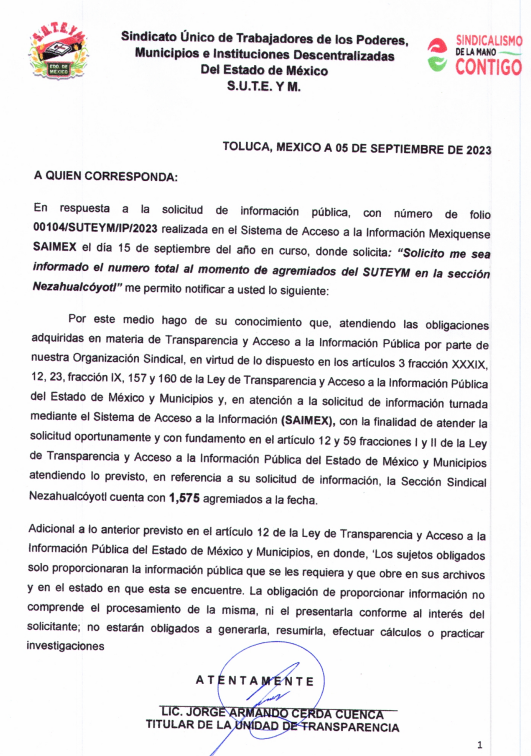 S.U.T.E.Y.M
EDO. DE
MEXICO
Sindicato Único de Trabajadores de los Poderes,
Municipios e Instituciones Descentralizadas
Del Estado de México
S.U.T.E. Y M.
SINDICALISMO
DE LA MANO
CONTIGO
TOLUCA, MEXICO A 05 DE SEPTIEMBRE DE 2023
A QUIEN CORRESPONDA:
En respuesta a la solicitud de información pública, con número de folio
00104/SUTEYM/IP/2023 realizada en el Sistema de Acceso a la Información Mexiquense
SAIMEX el día 15 de septiembre del año en curso, donde solicita: “Solicito me sea
informado el numero total al momento de agremiados del SUTEYM en la sección
Nezahualcóyotl” me permito notificar a usted lo siguiente:
Por este medio hago de su conocimiento que, atendiendo las obligaciones
adquiridas en materia de Transparencia y Acceso a la Información Pública por parte de
nuestra Organización Sindical, en virtud de lo dispuesto en los artículos 3 fracción XXXIX,
12, 23, fracción IX, 157 y 160 de la Ley de Transparencia y Acceso a la Información Pública
del Estado de México y Municipios y, en atención a la solicitud de información turnada
mediante el Sistema de Acceso a la Información (SAIMEX), con la finalidad de atender la
solicitud oportunamente y con fundamento en el artículo 12 y 59 fracciones I y II de la Ley
de Transparencia y Acceso a la Información Pública del Estado de México y Municipios
atendiendo lo previsto, en referencia a su solicitud de información, la Sección Sindical
Nezahualcóyotl cuenta con 1,575 agremiados a la fecha.
Adicional a lo anterior previsto en el artículo 12 de la Ley de Transparencia y Acceso a la
Información Pública del Estado de México y Municipios, en donde, ‘Los sujetos obligados
solo proporcionaran la información pública que se les requiera y que obre en sus archivos
y en el estado en que esta se encuentre. La obligación de proporcionar información no
comprende el procesamiento de la misma, ni el presentarla conforme al interés del
solicitante; no estarán obligados a generarla, resumirla, efectuar cálculos o practicar
investigaciones
A T E N T A M E N T E
LIC. JORGE ARMANDO CERDA CUENCA
TITULAR DE LA UNIDAD DE TRANSPARENCIA
1